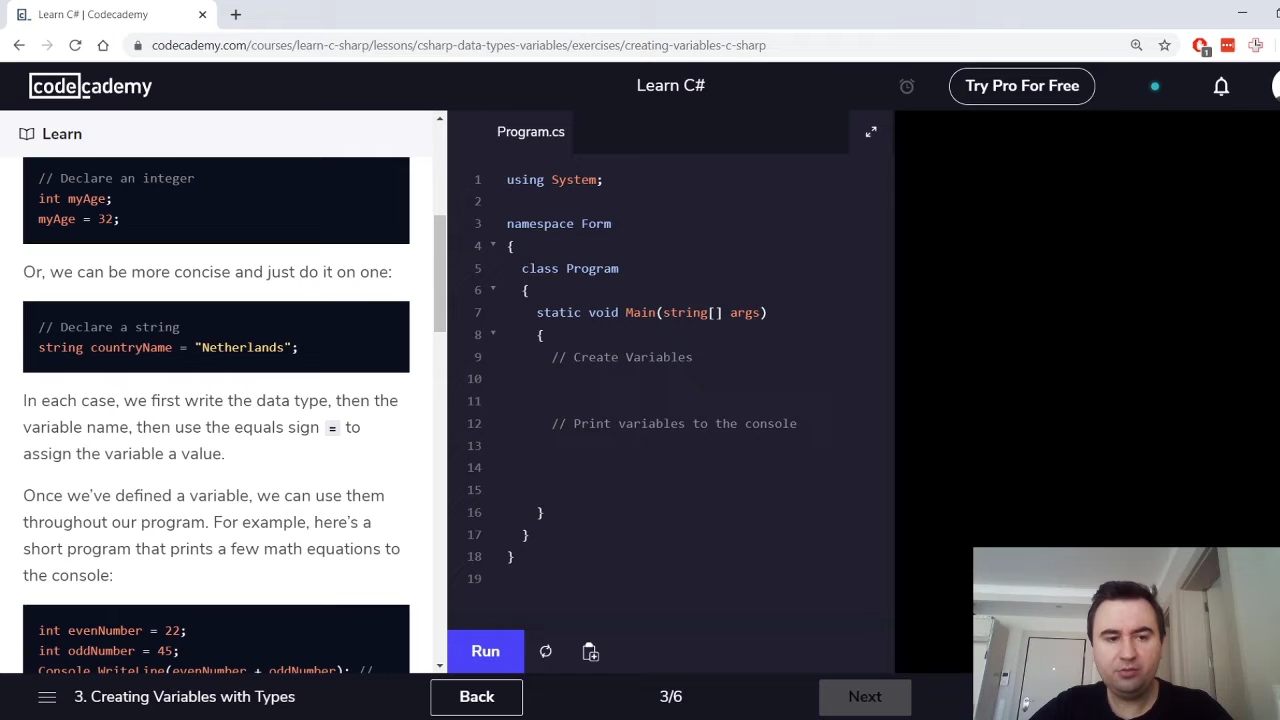 Learn C# | Codecademy
codecademy.com/courses/learn-c-sharp/lessons/csharp-data-types-variables/exercises/creating-variables-c-sharp
1
codecademy
Learn C#
Try Pro For Free
Learn
// Declare an integer
int myAge;
myAge = 32;
Or, we can be more concise and just do it on one:
// Declare a string
string countryName = "Netherlands";
In each case, we first write the data type, then the
variable name, then use the equals sign = to
assign the variable a value.
Once we've defined a variable, we can use them
throughout our program. For example, here's a
short program that prints a few math equations to
the console:
int evenNumber = 22;
int oddNumber = 45;
Console.WriteLine(evenNumber + oddNumber); //
Program.cs
1 using System;
2
3 namespace Form
4 {
5 class Program
6 {
7 static void Main(string[] args)
8 {
9 // Create Variables
10
11
12 // Print variables to the console
13
14
15
16 }
17 }
18 }
19
Run
3. Creating Variables with Types
Back
3/6
Next